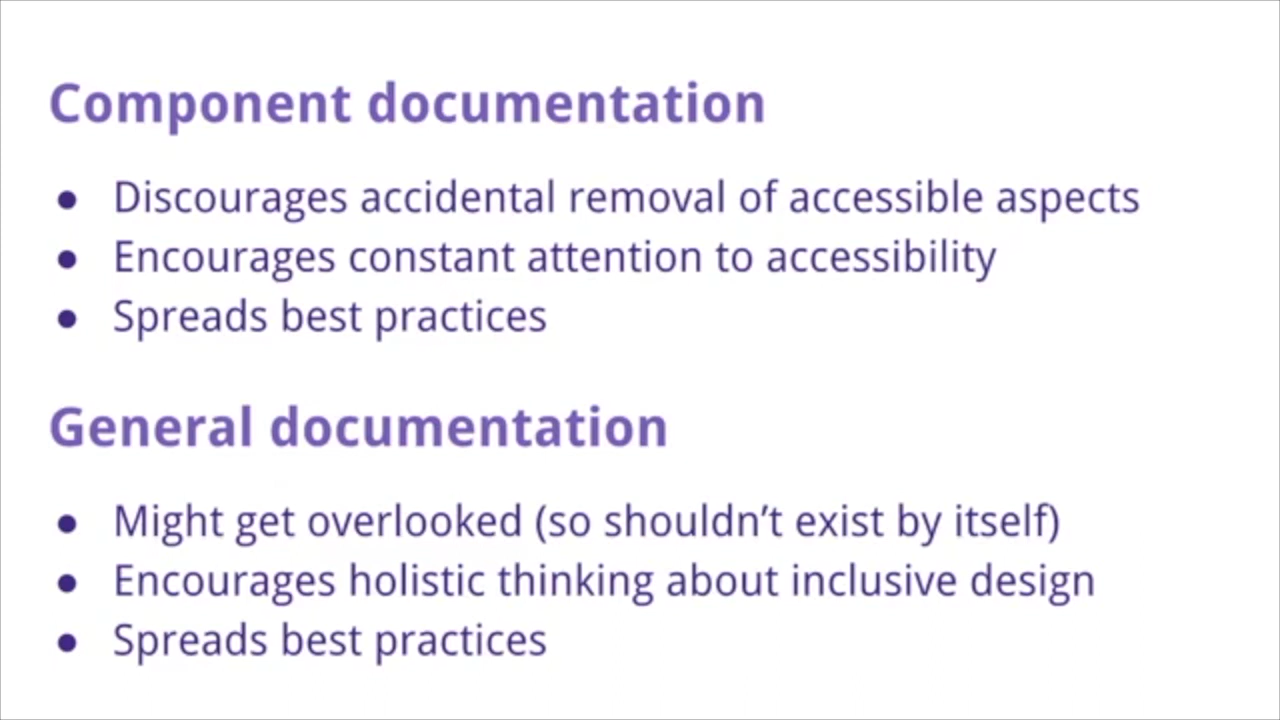 Component documentation
● Discourages accidental removal of accessible aspects
● Encourages constant attention to accessibility
● Spreads best practices
General documentation
● Might get overlooked (so shouldn’t exist by itself)
● Encourages holistic thinking about inclusive design
● Spreads best practices